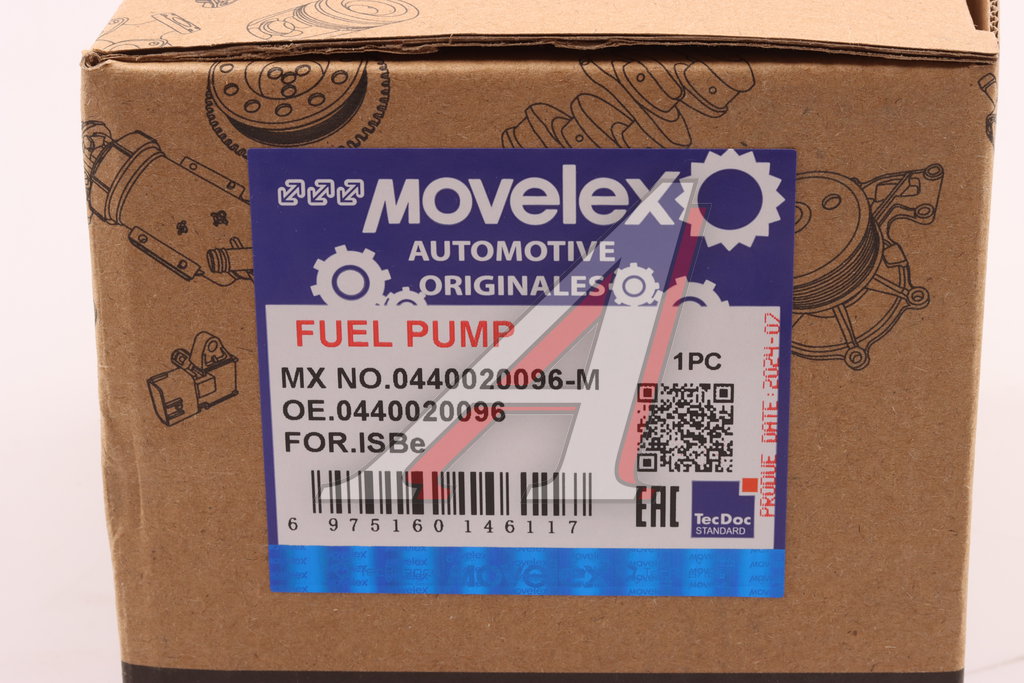 MOVELEX
AUTOMOTIVE
ORIGINALES
FUEL PUMP
MX NO.0440020096-M
1PC
OE.0440020096
FOR.ISBe
6 975160 146117
EAC
TecDoc
STANDARD
PRODUE DATE:2024-07
MOVELEX